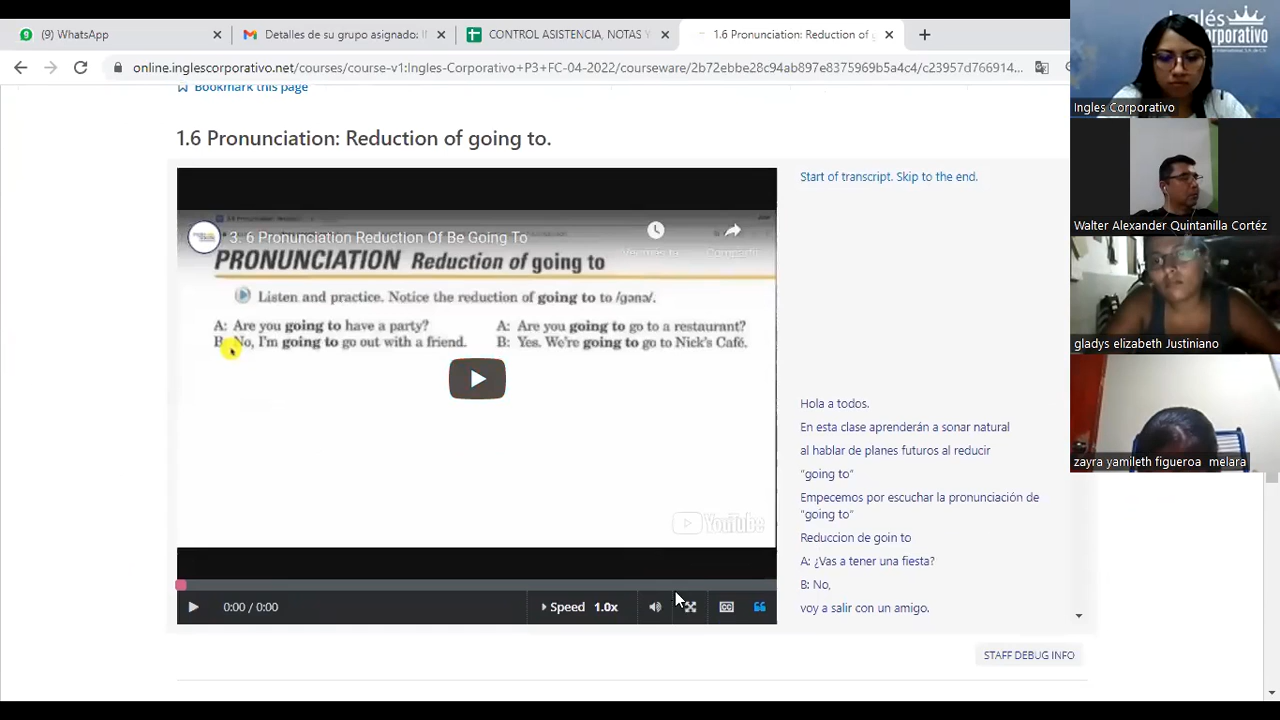 (9) WhatsApp
Detalles de su grupo asignado: I
CONTROL ASISTENCIA, NOTAS Y
1.6 Pronunciation: Reduction of g
Inglés
Corporativo
online.inglescorporativo.net/courses/course-v1:Ingles-Corporativo+P3+FC-04-2022/courseware/2b72ebbe28c94ab897e8375969b5a4c4/c23957d766914...
Bookmark this page
Ingles Corporativo
1.6 Pronunciation: Reduction of going to.
3. 6 Pronunciation Reduction Of Be Going To
PRONUNCIATION Reduction of going to
Listen and practice. Notice the reduction of going to to /gənə/.
A: Are you going to have a party?
B: No, I'm going to go out with a friend.
A: Are you going to go to a restaurant?
B: Yes. We're going to go to Nick's Café.
YouTube
0:00 / 0:00
Speed 1.0x
CC
Start of transcript. Skip to the end.
Hola a todos.
En esta clase aprenderán a sonar natural
al hablar de planes futuros al reducir
“going to”
Empecemos por escuchar la pronunciación de
“going to”
Reduccion de goin to
A: ¿Vas a tener una fiesta?
B: No,
voy a salir con un amigo.
STAFF DEBUG INFO
Walter Alexander Quintanilla Cortéz
gladys elizabeth Justiniano
zayra yamileth figueroa melara